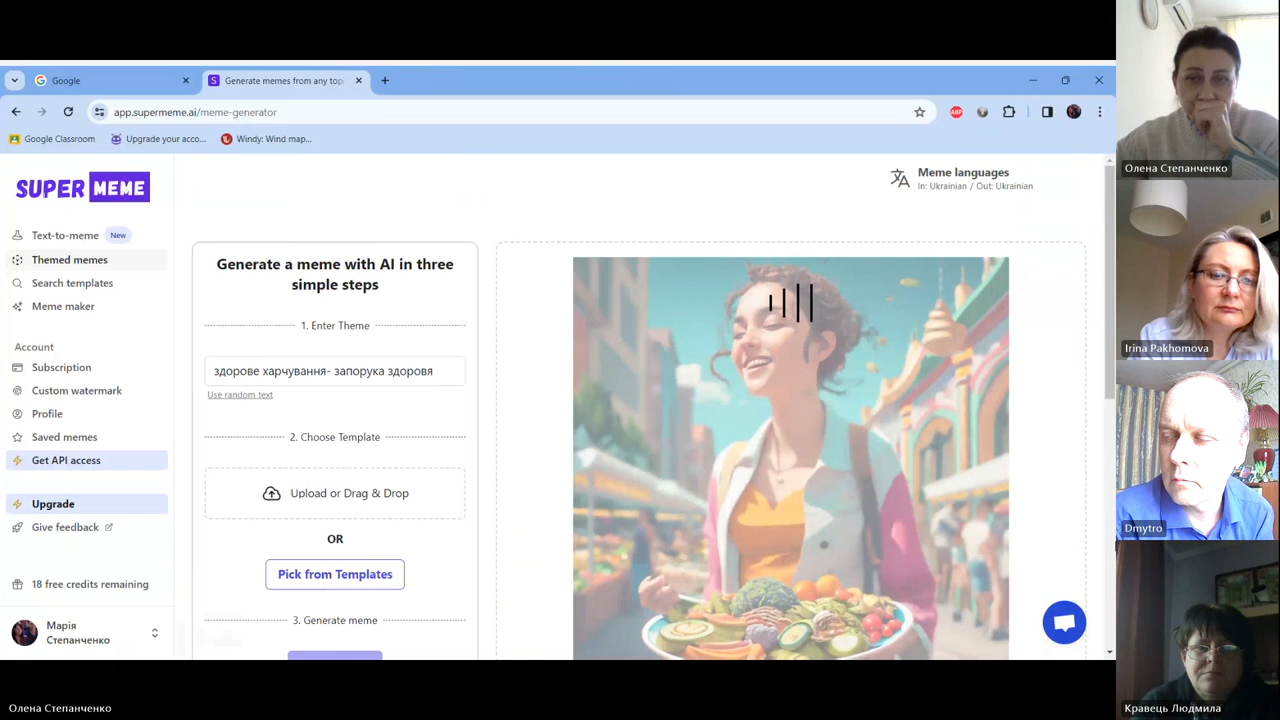 Google
Generate memes from any top
app.supermeme.ai/meme-generator
ABP
Google Classroom
Upgrade your acco...
Windy: Wind map...
SUPER MEME
Meme languages
In: Ukrainian / Out: Ukrainian
Text-to-meme New
Themed memes
Search templates
Meme maker
Account
Subscription
Custom watermark
Profile
Saved memes
Get API access
Upgrade
Give feedback
18 free credits remaining
Марія
Степанченко
Generate a meme with AI in three
simple steps
1. Enter Theme
здорове харчування- запорука здоровя
Use random text
2. Choose Template
Upload or Drag & Drop
OR
Pick from Templates
3. Generate meme
Олена Степанченко
Irina Pakhomova
Dmytro
Кравець Людмила
Олена Степанченко